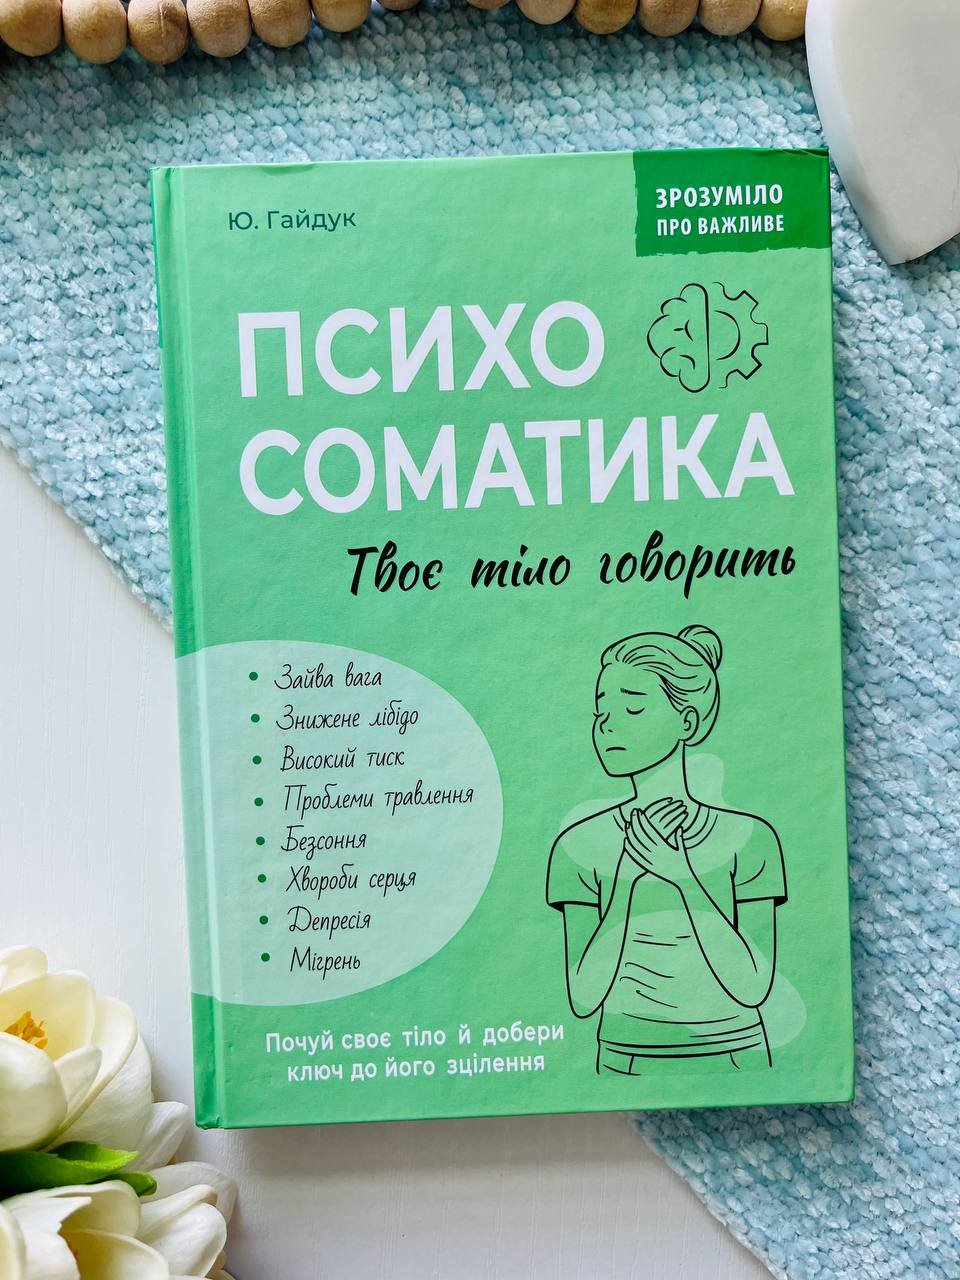 Ю. Гайдук
ЗРОЗУМІЛО
ПРО ВАЖЛИВЕ
ПСИХО
СОМАТИКА
Твоє тіло говорить
• Зайва вага
• Знижене лібідо
• Високий тиск
• Проблеми травлення
• Безсоння
• Хвороби серця
• Депресія
• Мігрень
Почуй своє тіло й добери
ключ до його зцілення